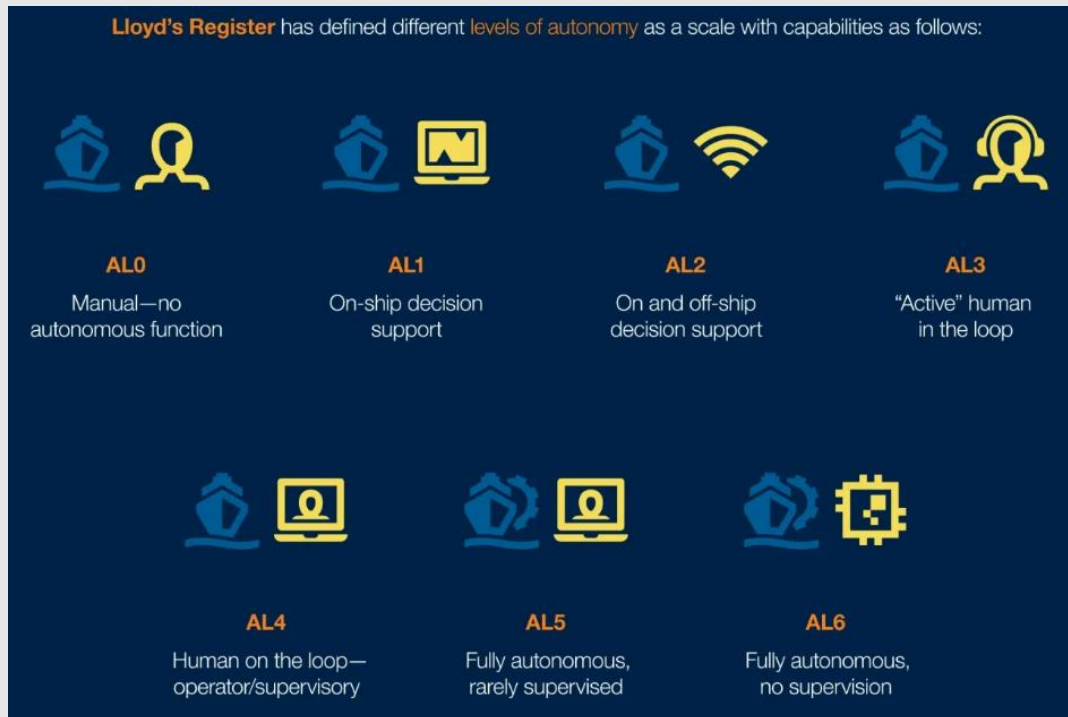 Lloyd's Register has defined different levels of autonomy as a scale with capabilities as follows:
AL0
Manual—no
autonomous function
AL1
On-ship decision
support
AL2
On and off-ship
decision support
AL3
“Active” human
in the loop
AL4
Human on the loop—
operator/supervisory
AL5
Fully autonomous,
rarely supervised
AL6
Fully autonomous,
no supervision